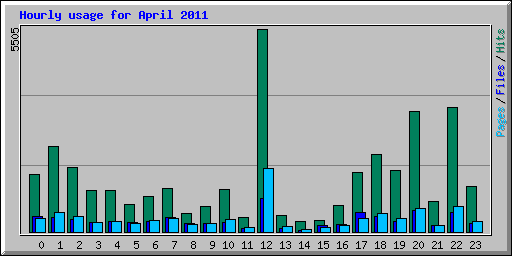 Hourly usage for April 2011
5505
Pages / Files / Hits
0 1 2 3 4 5 6 7 8 9 10 11 12 13 14 15 16 17 18 19 20 21 22 23